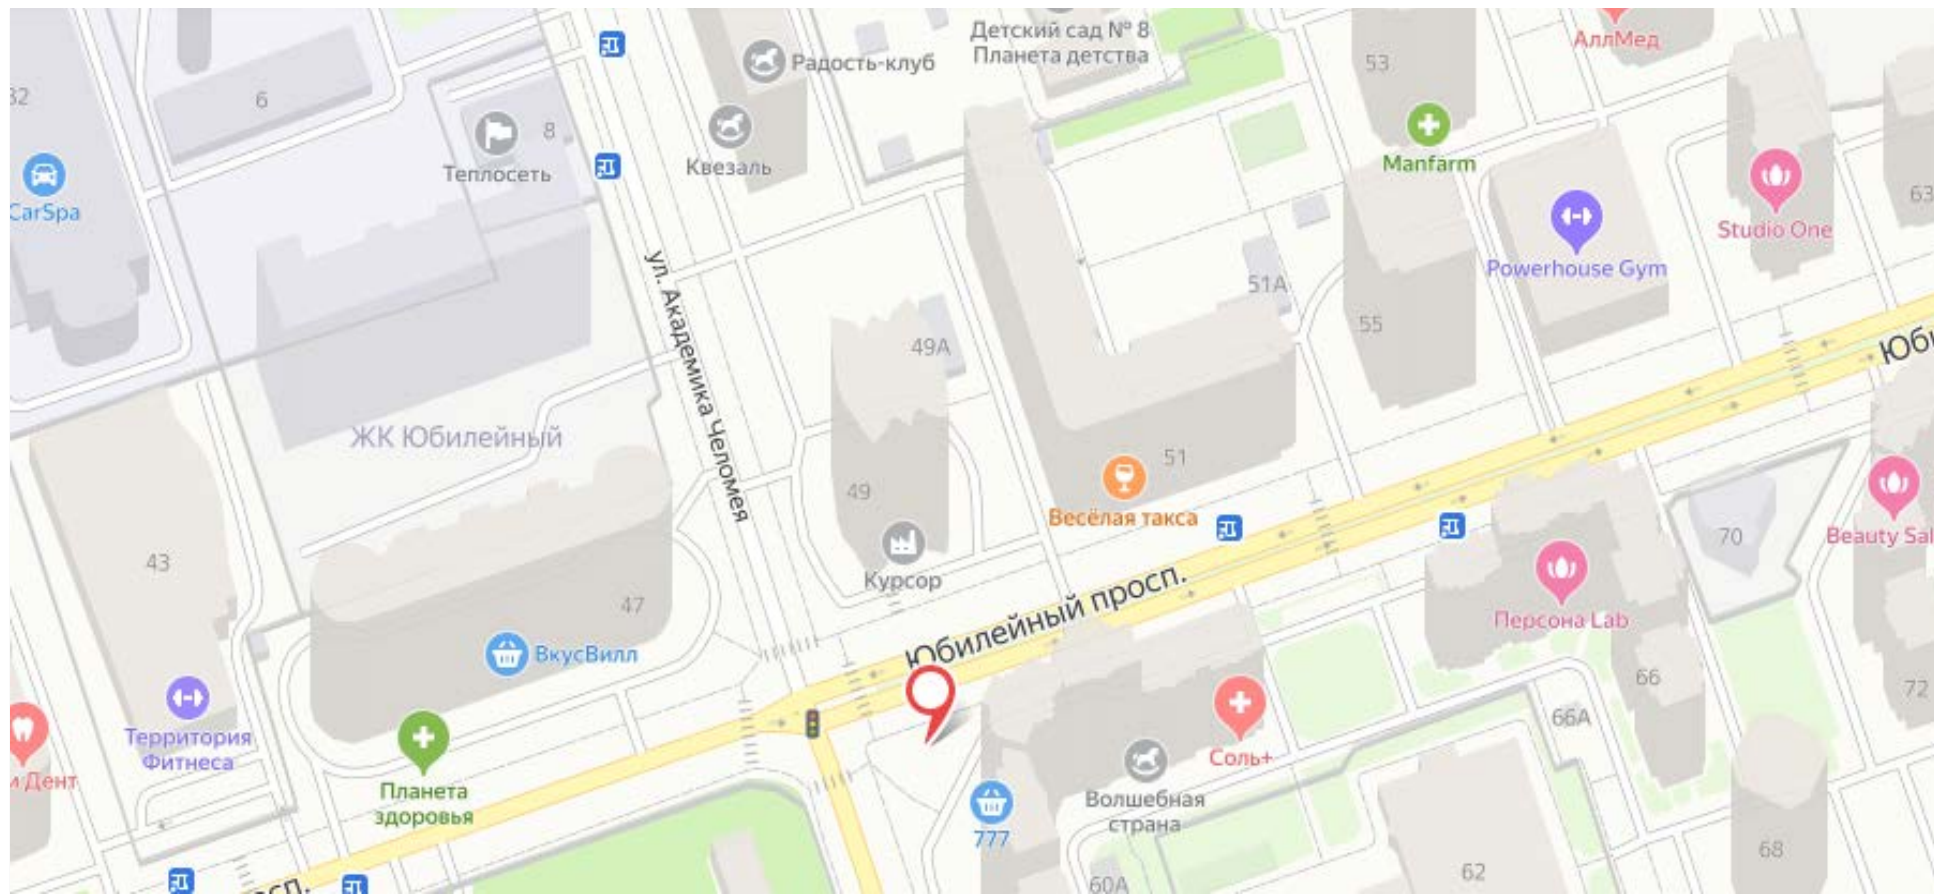 Детский сад № 8
Планета детства
АллМед
Радость-клуб
53
6
8
Теплосеть
Квезаль
Manfarm
CarSpa
Studio One
63
Powerhouse Gym
ул. Академика Челомея
51А
55
49А
ЖК Юбилейный
51
49
Весёлая такса
Курсор
70
Beauty Sal
43
47
Юбилейный просп.
Персона Lab
ВкусВилл
66
72
66А
Территория
Фитнеса
Соль+
Планета
здоровья
Волшебная
страна
777
68
62
60А